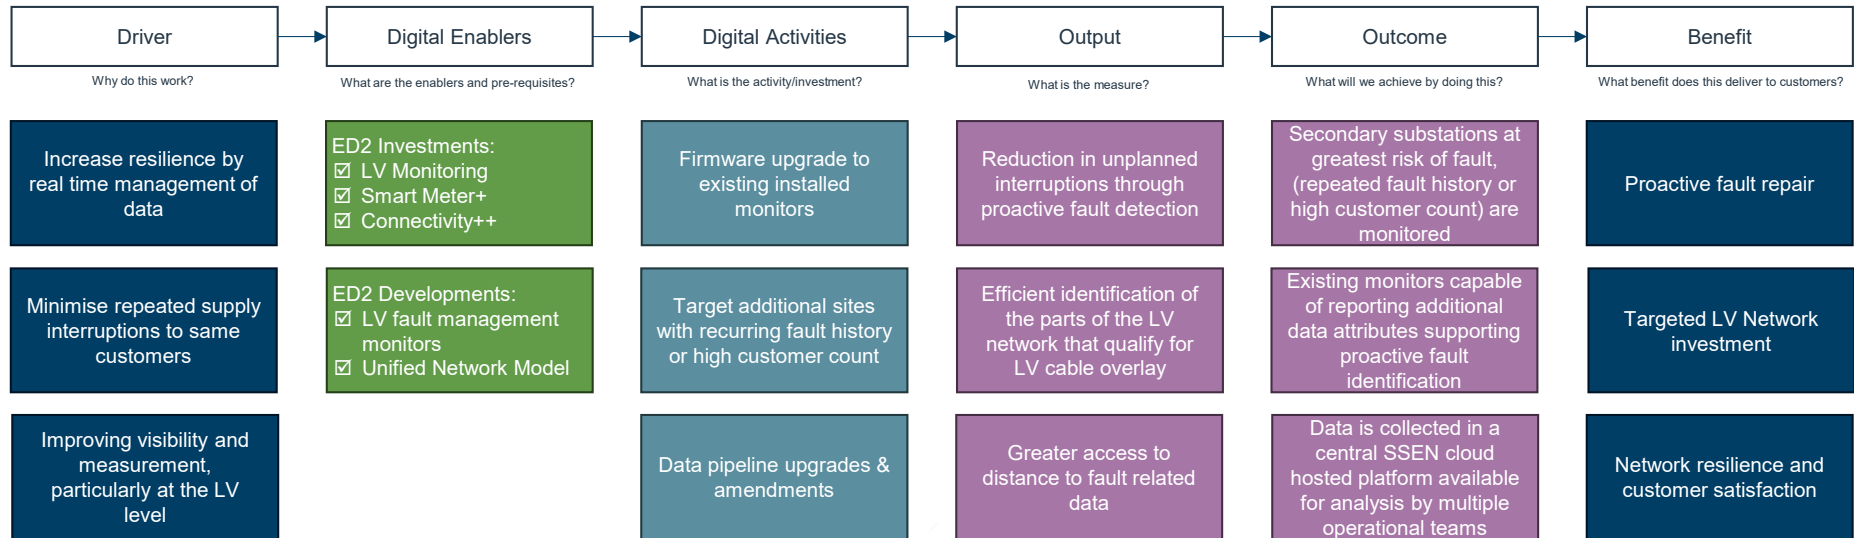 Driver
Digital Enablers
Digital Activities
Output
Outcome
Benefit
Why do this work?
What are the enablers and pre-requisites?
What is the activity/investment?
What is the measure?
What will we achieve by doing this?
What benefit does this deliver to customers?
Increase resilience by
real time management of
data
ED2 Investments:
☑ LV Monitoring
☑ Smart Meter+
☑ Connectivity++
Firmware upgrade to
existing installed
monitors
Reduction in unplanned
interruptions through
proactive fault detection
Secondary substations at
greatest risk of fault,
(repeated fault history or
high customer count) are
monitored
Proactive fault repair
Minimise repeated supply
interruptions to same
customers
ED2 Developments:
☑ LV fault management
monitors
☑ Unified Network Model
Target additional sites
with recurring fault history
or high customer count
Efficient identification of
the parts of the LV
network that qualify for
LV cable overlay
Existing monitors capable
of reporting additional
data attributes supporting
proactive fault
identification
Targeted LV Network
investment
Improving visibility and
measurement,
particularly at the LV
level
Data pipeline upgrades &
amendments
Greater access to
distance to fault related
data
Data is collected in a
central SSEN cloud
hosted platform available
for analysis by multiple
operational teams
Network resilience and
customer satisfaction